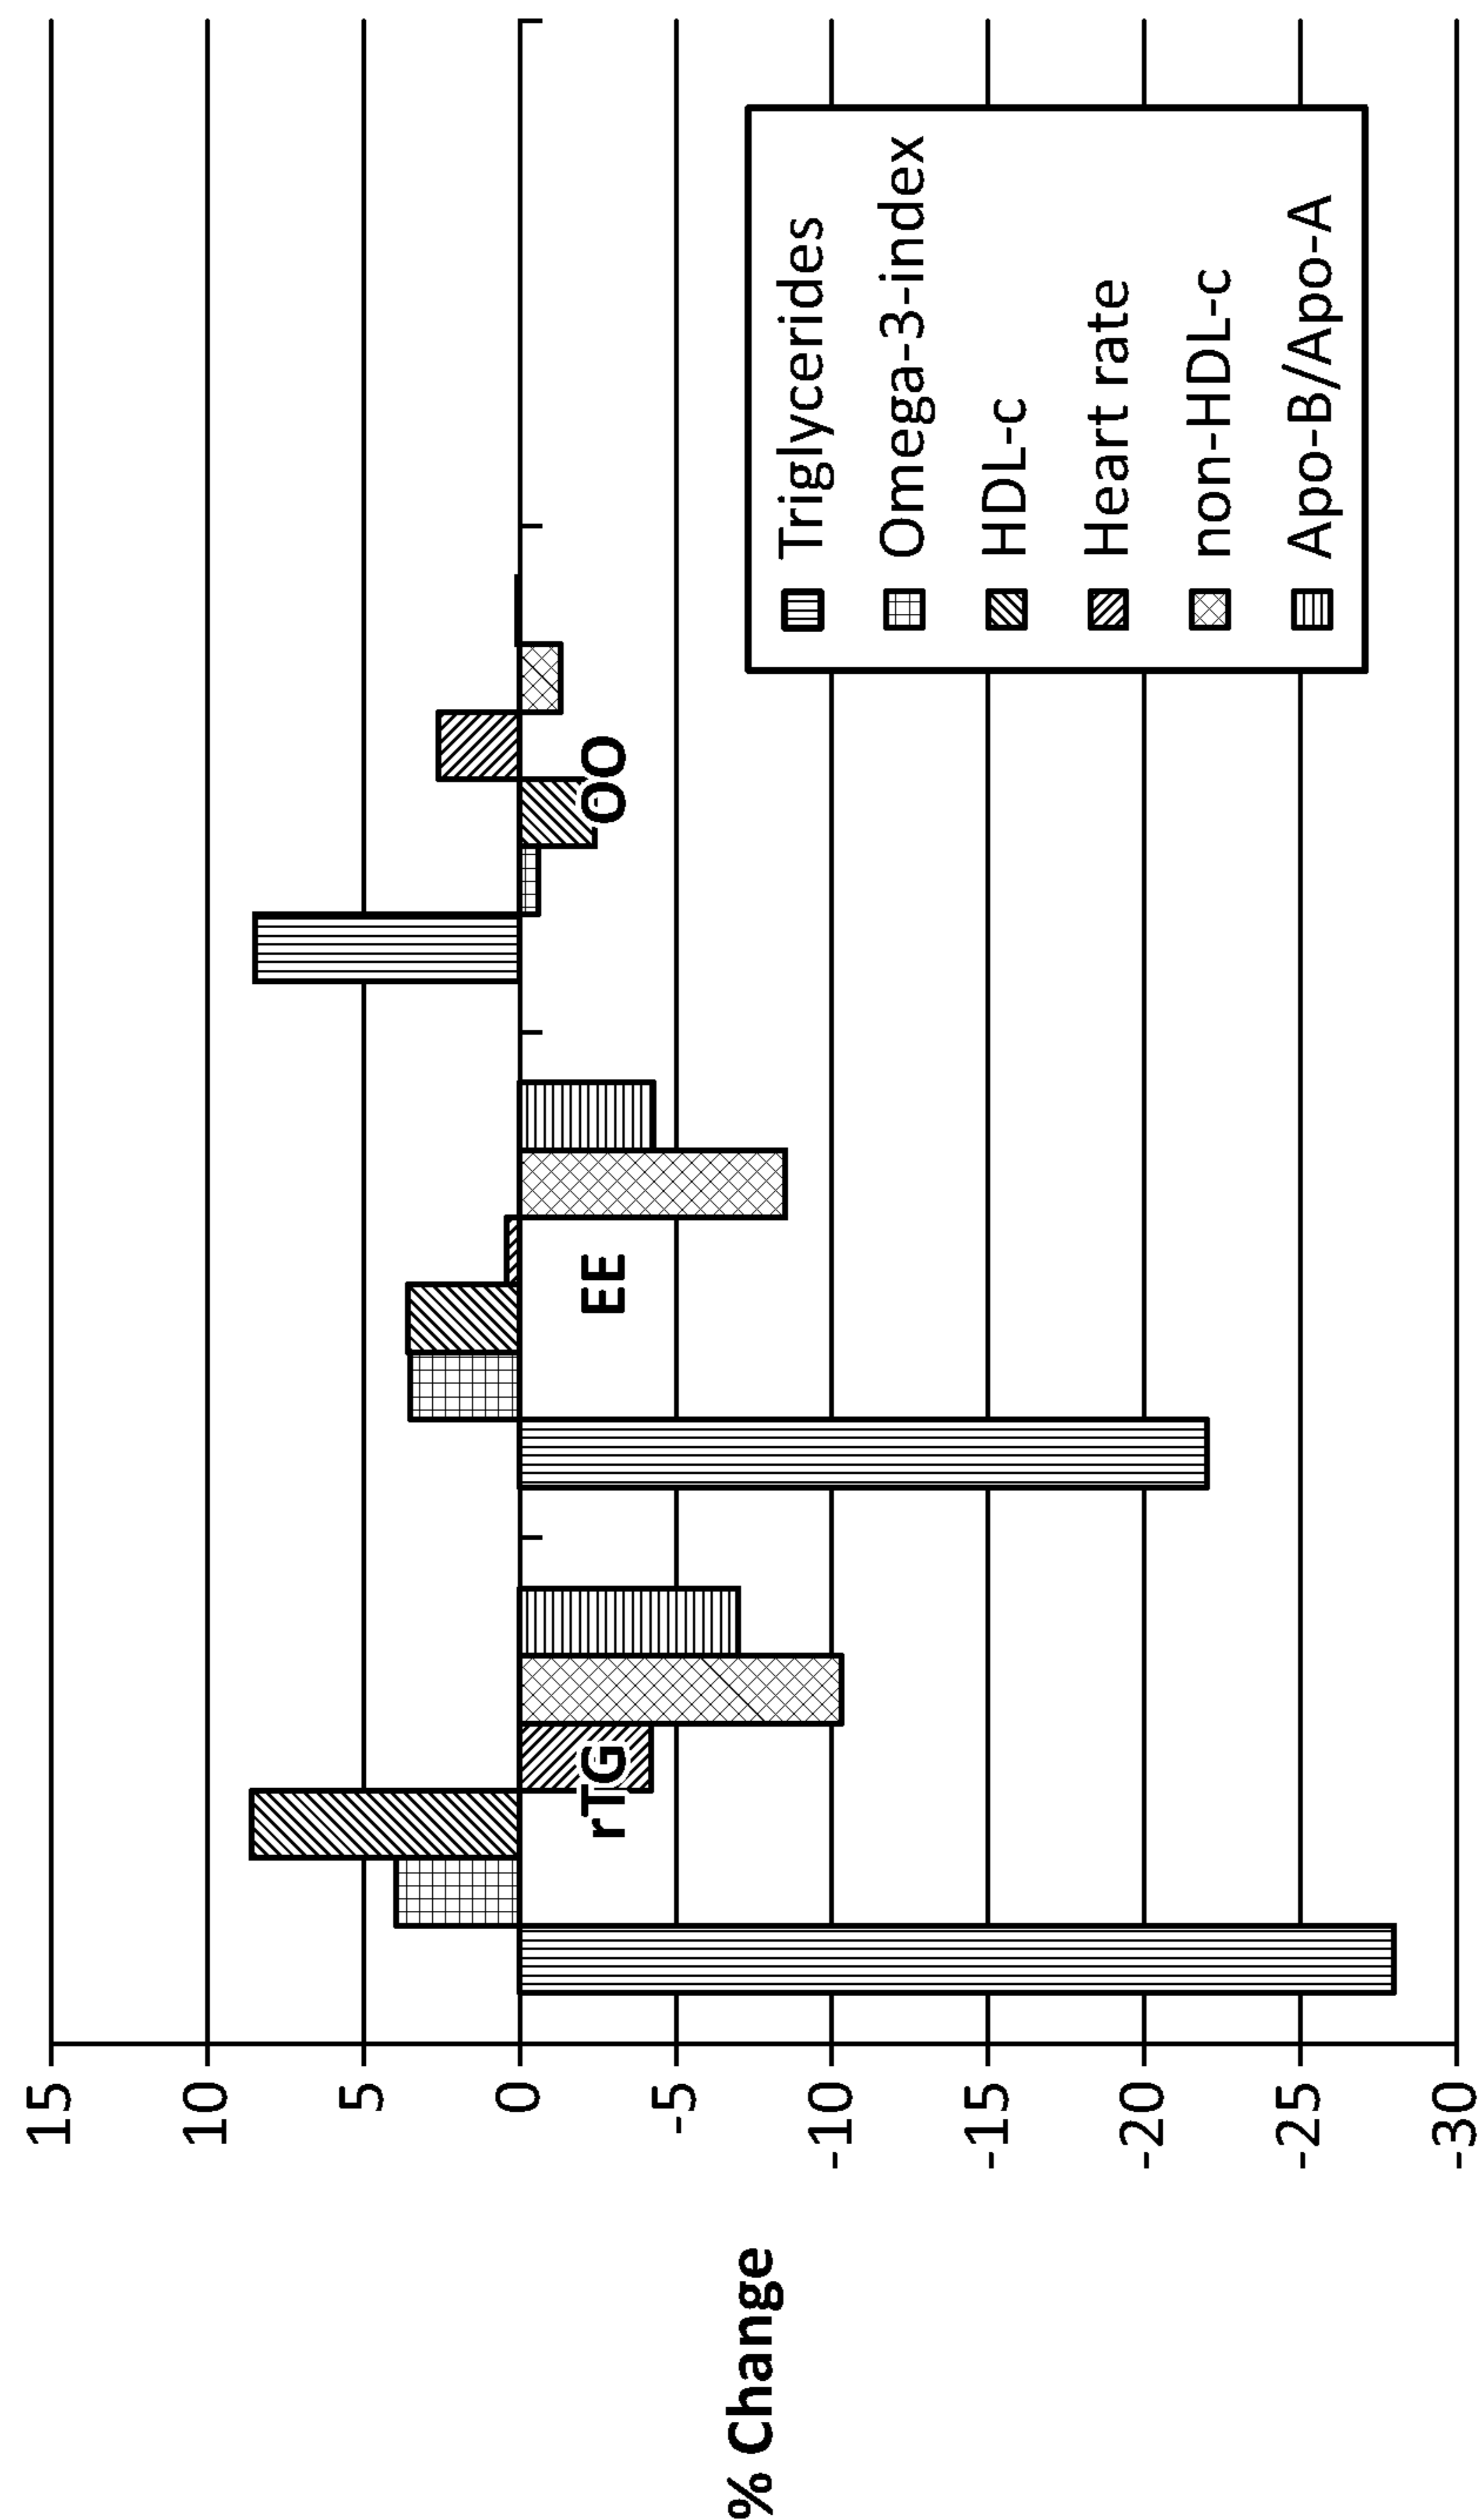 % Change
15
10
5
0
-5
-10
-15
-20
-25
-30
rTG
EE
OO
Triglycerides
Omega-3-index
HDL-c
Heart rate
non-HDL-c
Apo-B/Apo-A